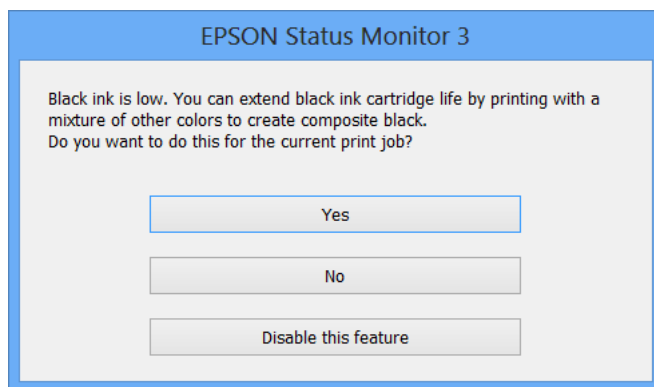 EPSON Status Monitor 3
Black ink is low. You can extend black ink cartridge life by printing with a
mixture of other colors to create composite black.
Do you want to do this for the current print job?
Yes
No
Disable this feature